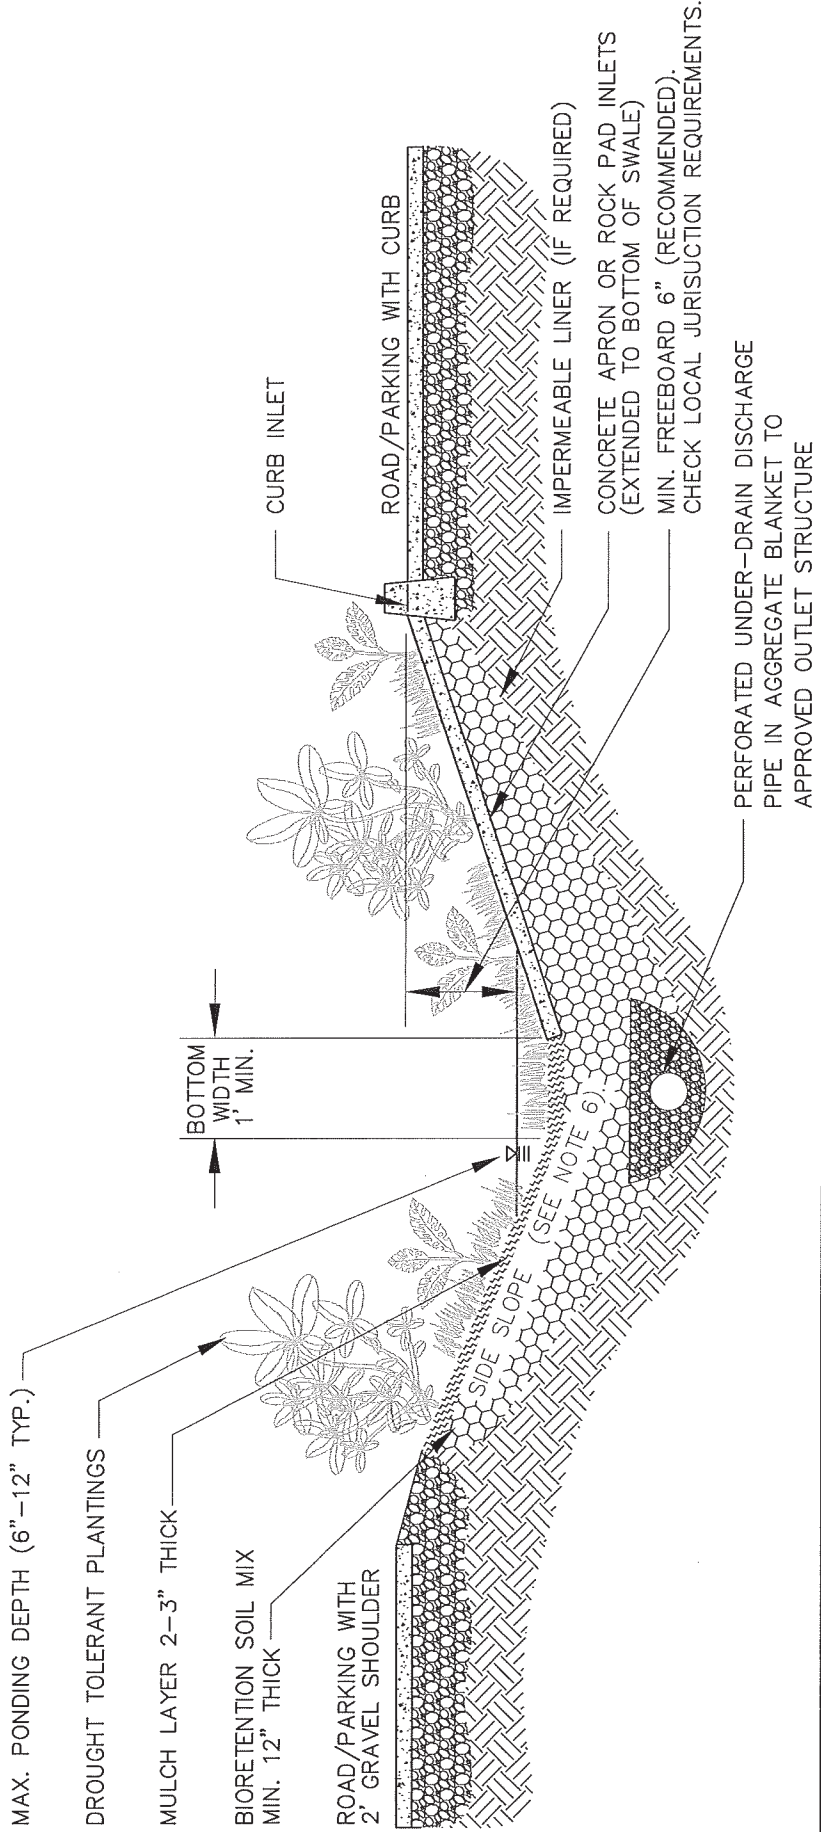 MAX. PONDING DEPTH (6"–12" TYP.)
DROUGHT TOLERANT PLANTINGS
MULCH LAYER 2–3" THICK
BIORETENTION SOIL MIX
MIN. 12" THICK
ROAD/PARKING WITH
2' GRAVEL SHOULDER
SIDE SLOPE (SEE NOTE 6)
BOTTOM
WIDTH
1' MIN.
CURB INLET
ROAD/PARKING WITH CURB
IMPERMEABLE LINER (IF REQUIRED)
CONCRETE APRON OR ROCK PAD INLETS
(EXTENDED TO BOTTOM OF SWALE)
MIN. FREEBOARD 6" (RECOMMENDED).
CHECK LOCAL JURISUCTION REQUIREMENTS.
PERFORATED UNDER–DRAIN DISCHARGE
PIPE IN AGGREGATE BLANKET TO
APPROVED OUTLET STRUCTURE